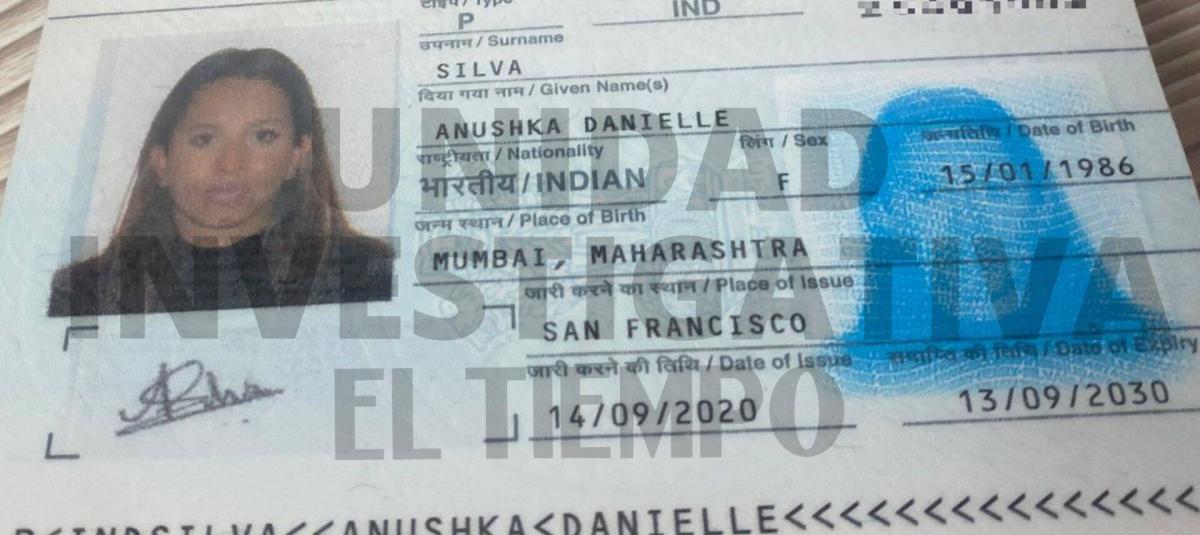 टाइप / Type
P
IND
उपनाम / Surname
SILVA
दिया गया नाम / Given Name(s)
ANUSHKA DANIELLE
राष्ट्रीयता / Nationality
लिंग / Sex
जन्मतिथि / Date of Birth
भारतीय / INDIAN
F
15/01/1986
जन्म स्थान / Place of Birth
MUMBAI, MAHARASHTRA
जारी करने का स्थान / Place of Issue
SAN FRANCISCO
जारी करने की तिथि / Date of Issue
समाप्ति की तिथि / Date of Expiry
14/09/2020
13/09/2030
P<INDSILVA<<ANUSHKA<DANIELLE<<<<<<<<<<<<<<<<
UNIDAD
INVESTIGATIVA
EL TIEMPO